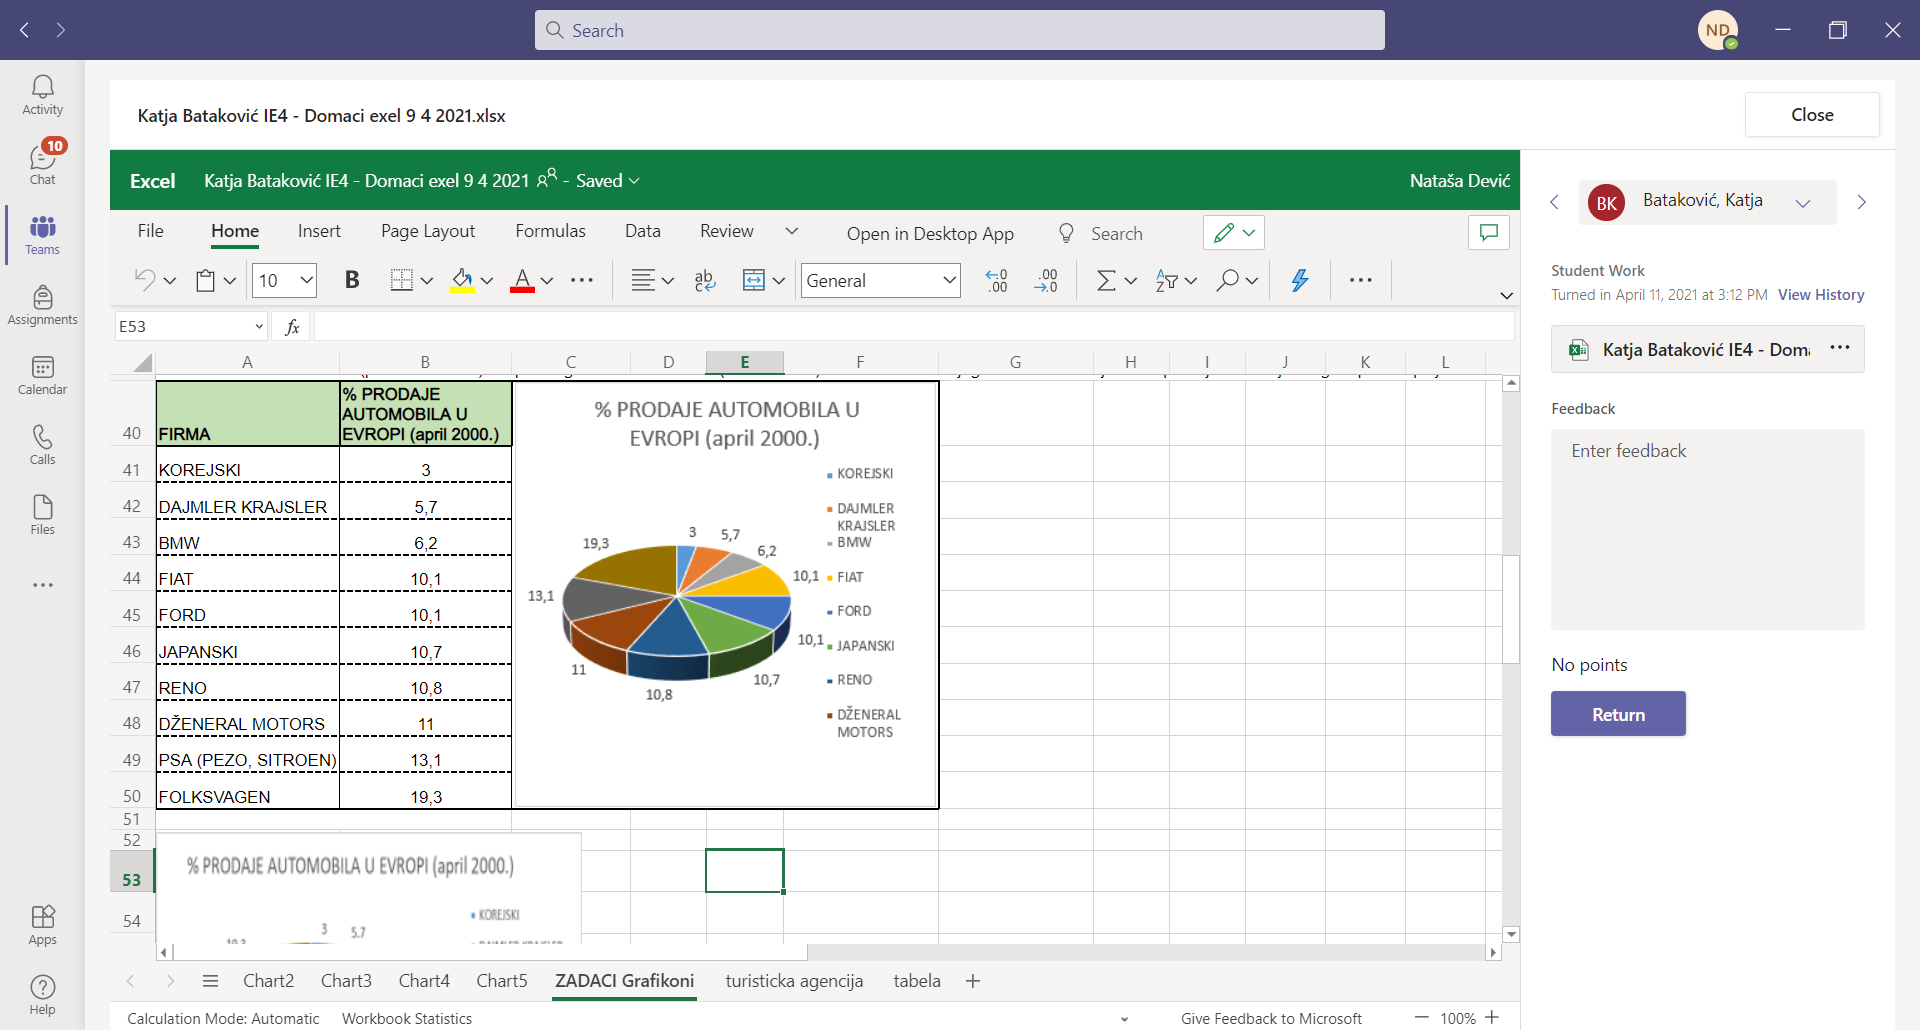 Search
ND
Activity
10
Chat
Teams
Assignments
Calendar
Calls
Files
Apps
Help
Katja Bataković IE4 - Domaci exel 9 4 2021.xlsx
Close
Excel
Katja Bataković IE4 - Domaci exel 9 4 2021 - Saved
Nataša Devic
File Home Insert Page Layout Formulas Data Review Open in Desktop App Search
10 B A ab General
E53 fx
A B C D E F G H I J K L
40 FIRMA % PRODAJE AUTOMOBILA U EVROPI (april 2000.)
41 KOREJSKI 3
42 DAJMLER KRAJSLER 5,7
43 BMW 6,2
44 FIAT 10,1
45 FORD 10,1
46 JAPANSKI 10,7
47 RENO 10,8
48 DŽENERAL MOTORS 11
49 PSA (PEZO, SITROEN) 13,1
50 FOLKSVAGEN 19,3
51
52
53
54
% PRODAJE AUTOMOBILA U
EVROPI (april 2000.)
3
5,7
6,2
10,1
10,1
10,7
10,8
11
13,1
19,3
KOREJSKI
DAJMLER
KRAJSLER
BMW
FIAT
FORD
JAPANSKI
RENO
DŽENERAL
MOTORS
% PRODAJE AUTOMOBILA U EVROPI (april 2000.)
KOREJSKI
3
5,7
Chart2 Chart3 Chart4 Chart5 ZADACI Grafikoni turisticka agencija tabela
Calculation Mode: Automatic Workbook Statistics
Give Feedback to Microsoft 100%
BK
Bataković, Katja
Student Work
Turned in April 11, 2021 at 3:12 PM View History
Katja Bataković IE4 - Dom
Feedback
Enter feedback
No points
Return